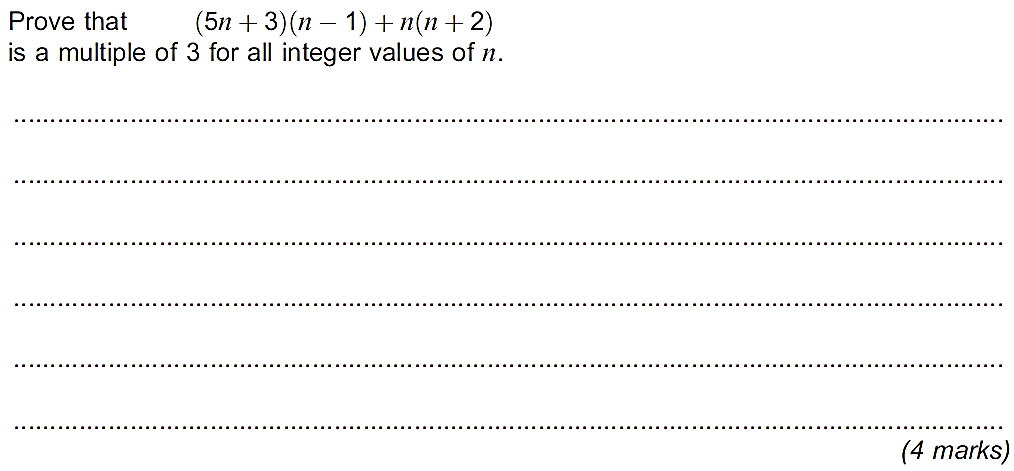 Prove that (5n + 3)(n − 1) + n(n + 2)
is a multiple of 3 for all integer values of n.
(4 marks)